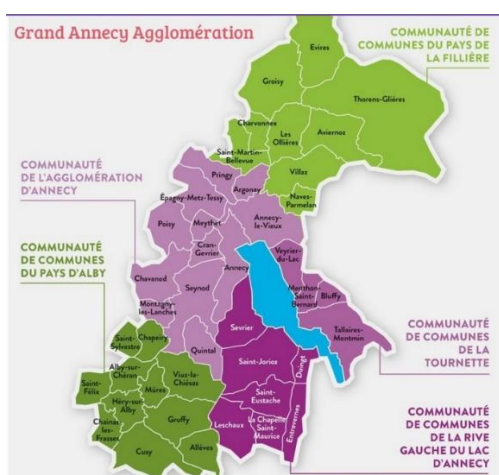 Grand Annecy Agglomération
COMMUNAUTÉ DE
COMMUNES DU PAYS DE
LA FILLIÈRE
Evires
Groisy
Thorens-Glières
Charvonnex
Les
Ollières
Aviernoz
Saint-Martin-
Bellevue
Villaz
Naves-
Parmelan
COMMUNAUTÉ
DE L'AGGLOMÉRATION
D'ANNECY
Pringy
Argonay
Épagny-Metz-Tessy
Annecy-
le-Vieux
Poisy
Meythet
Cran-
Gevrier
Annecy
Veyrier-
du-Lac
Chavanod
Seynod
Menthon-
Saint-
Bernard
Bluffy
Montagny-
les-Lanches
Talloires-
Montmin
Quintal
COMMUNAUTÉ
DE COMMUNES
DU PAYS D'ALBY
Sevrier
COMMUNAUTÉ
DE COMMUNES
DE LA
TOURNETTE
Saint-
Sylvestre
Chapeiry
Alby-sur-
Chéran
Saint-Jorioz
Duingt
Saint-
Félix
Mûres
Viuz-la-
Chiésaz
Héry-sur-
Alby
Saint-
Eustache
Chainaz
les-
Frasses
Gruffy
Leschaux
La Chapelle
Saint-
Maurice
Entrevernes
Cusy
Allèves
COMMUNAUTÉ
DE COMMUNES
DE LA RIVE
GAUCHE DU LAC
D'ANNECY